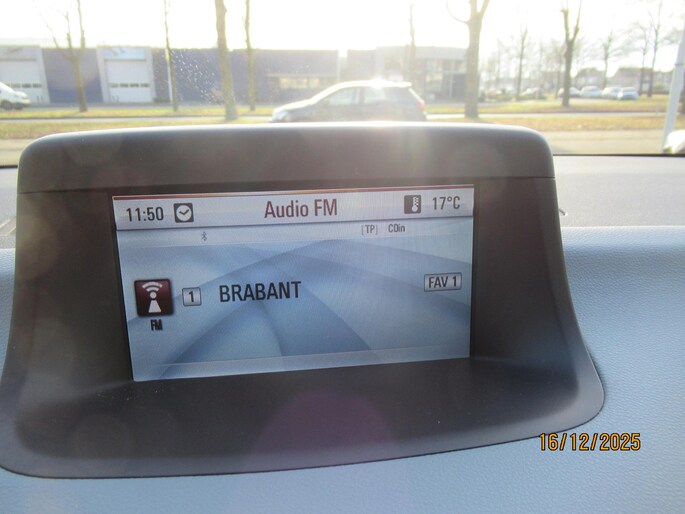 11:50 Audio FM 17°C
[TP] CDin
FM 1 BRABANT FAV 1
16/12/2025